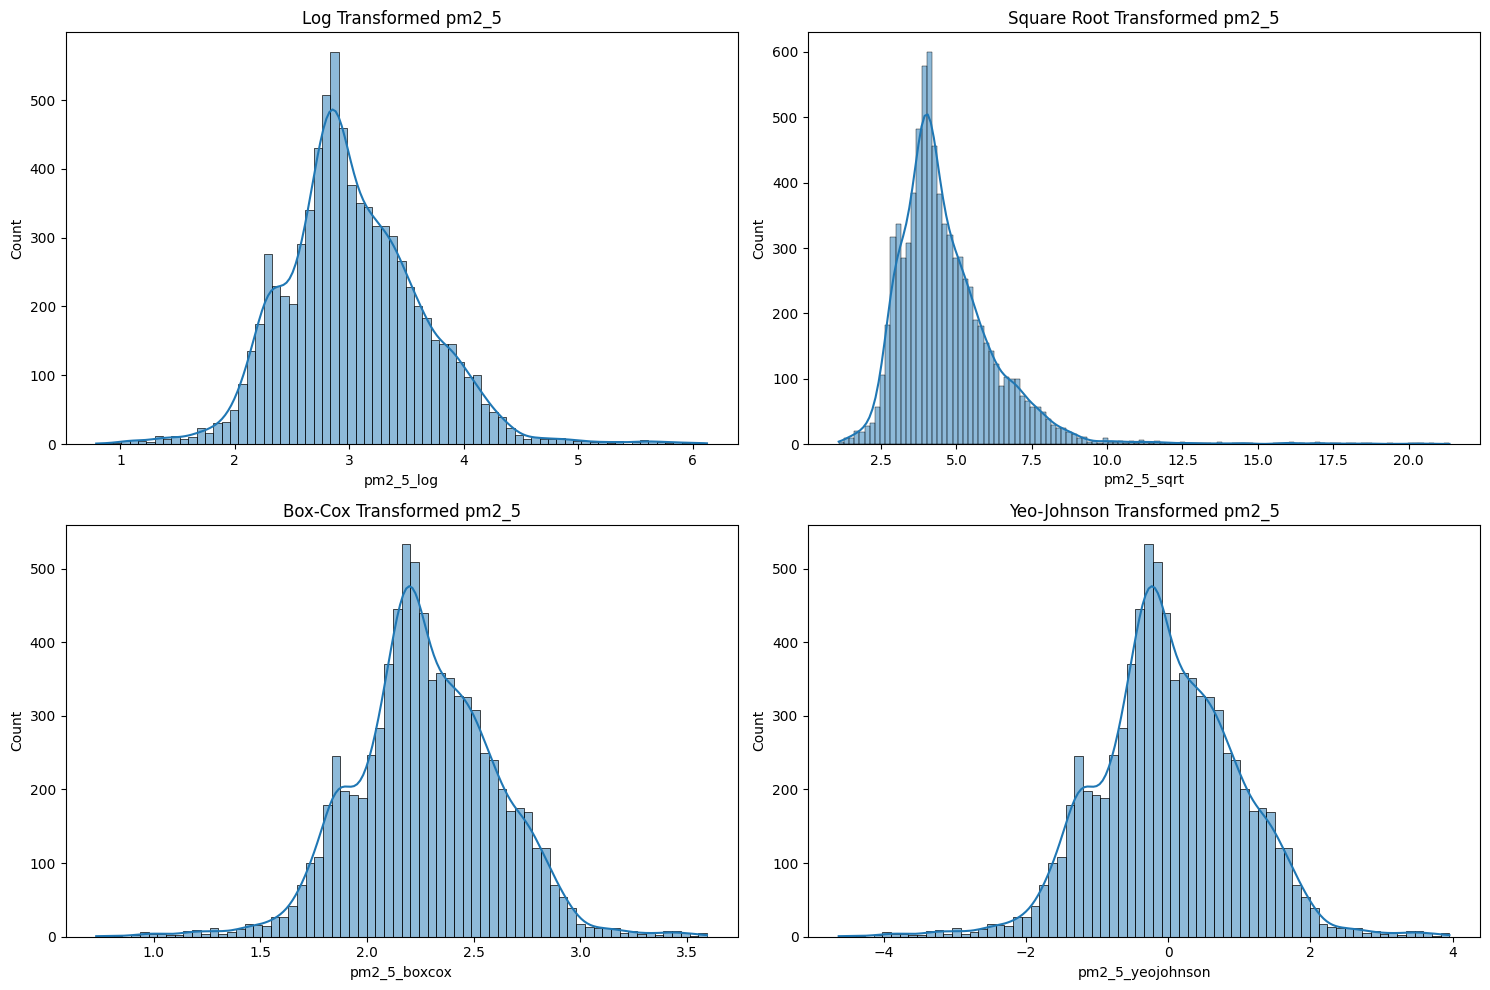 Log Transformed pm2_5
Count
500
400
300
200
100
0
1 2 3 4 5 6
pm2_5_log
Square Root Transformed pm2_5
Count
600
500
400
300
200
100
0
2.5 5.0 7.5 10.0 12.5 15.0 17.5 20.0
pm2_5_sqrt
Box-Cox Transformed pm2_5
Count
500
400
300
200
100
0
1.0 1.5 2.0 2.5 3.0 3.5
pm2_5_boxcox
Yeo-Johnson Transformed pm2_5
Count
500
400
300
200
100
0
−4 −2 0 2 4
pm2_5_yeojohnson